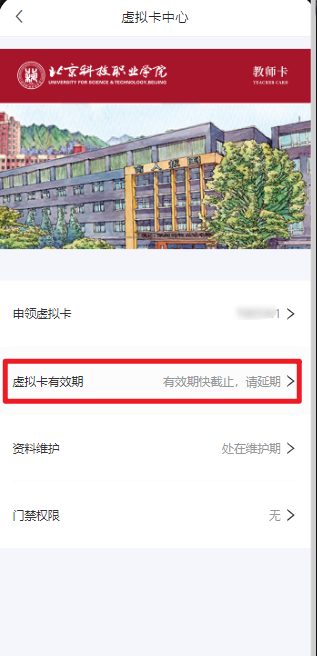 虚拟卡中心
北京科技职业学院
UNIVERSITY FOR SCIENCE & TECHNOLOGY BEIJING
教师卡
TEACHER CARD
申领虚拟卡
虚拟卡有效期 有效期快截止，请延期
资料维护 处在维护期
门禁权限 无